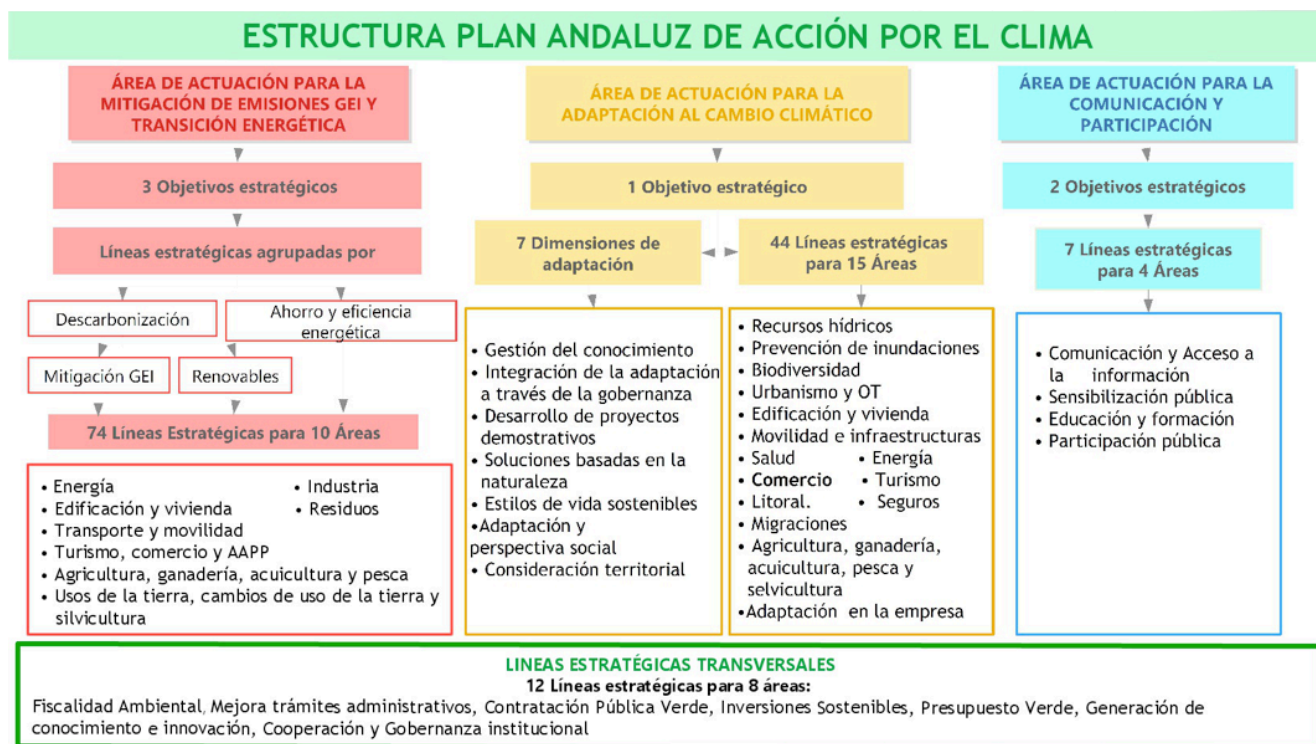 ESTRUCTURA PLAN ANDALUZ DE ACCIÓN POR EL CLIMA
ÁREA DE ACTUACIÓN PARA LA
MITIGACIÓN DE EMISIONES GEI Y
TRANSICIÓN ENERGÉTICA
3 Objetivos estratégicos
Líneas estratégicas agrupadas por
Descarbonización
Ahorro y eficiencia
energética
Mitigación GEI
Renovables
74 Líneas Estratégicas para 10 Áreas
• Energía
• Industria
• Edificación y vivienda
• Residuos
• Transporte y movilidad
• Turismo, comercio y AAPP
• Agricultura, ganadería, acuicultura y pesca
• Usos de la tierra, cambios de uso de la tierra y
silvicultura
ÁREA DE ACTUACIÓN PARA LA
ADAPTACIÓN AL CAMBIO CLIMÁTICO
1 Objetivo estratégico
7 Dimensiones de
adaptación
• Gestión del conocimiento
• Integración de la adaptación
a través de la gobernanza
• Desarrollo de proyectos
demostrativos
• Soluciones basadas en la
naturaleza
• Estilos de vida sostenibles
•Adaptación y
perspectiva social
• Consideración territorial
44 Líneas estratégicas
para 15 Áreas
• Recursos hídricos
• Prevención de inundaciones
• Biodiversidad
• Urbanismo y OT
• Edificación y vivienda
• Movilidad e infraestructuras
• Salud
• Energía
• Comercio
• Turismo
• Litoral.
• Seguros
• Migraciones
• Agricultura, ganadería,
acuicultura, pesca y
selvicultura
•Adaptación en la empresa
ÁREA DE ACTUACIÓN PARA LA
COMUNICACIÓN Y
PARTICIPACIÓN
2 Objetivos estratégicos
7 Líneas estratégicas
para 4 Áreas
• Comunicación y Acceso a
la información
• Sensibilización pública
• Educación y formación
• Participación pública
LINEAS ESTRATÉGICAS TRANSVERSALES
12 Líneas estratégicas para 8 áreas:
Fiscalidad Ambiental, Mejora trámites administrativos, Contratación Pública Verde, Inversiones Sostenibles, Presupuesto Verde, Generación de
conocimiento e innovación, Cooperación y Gobernanza institucional